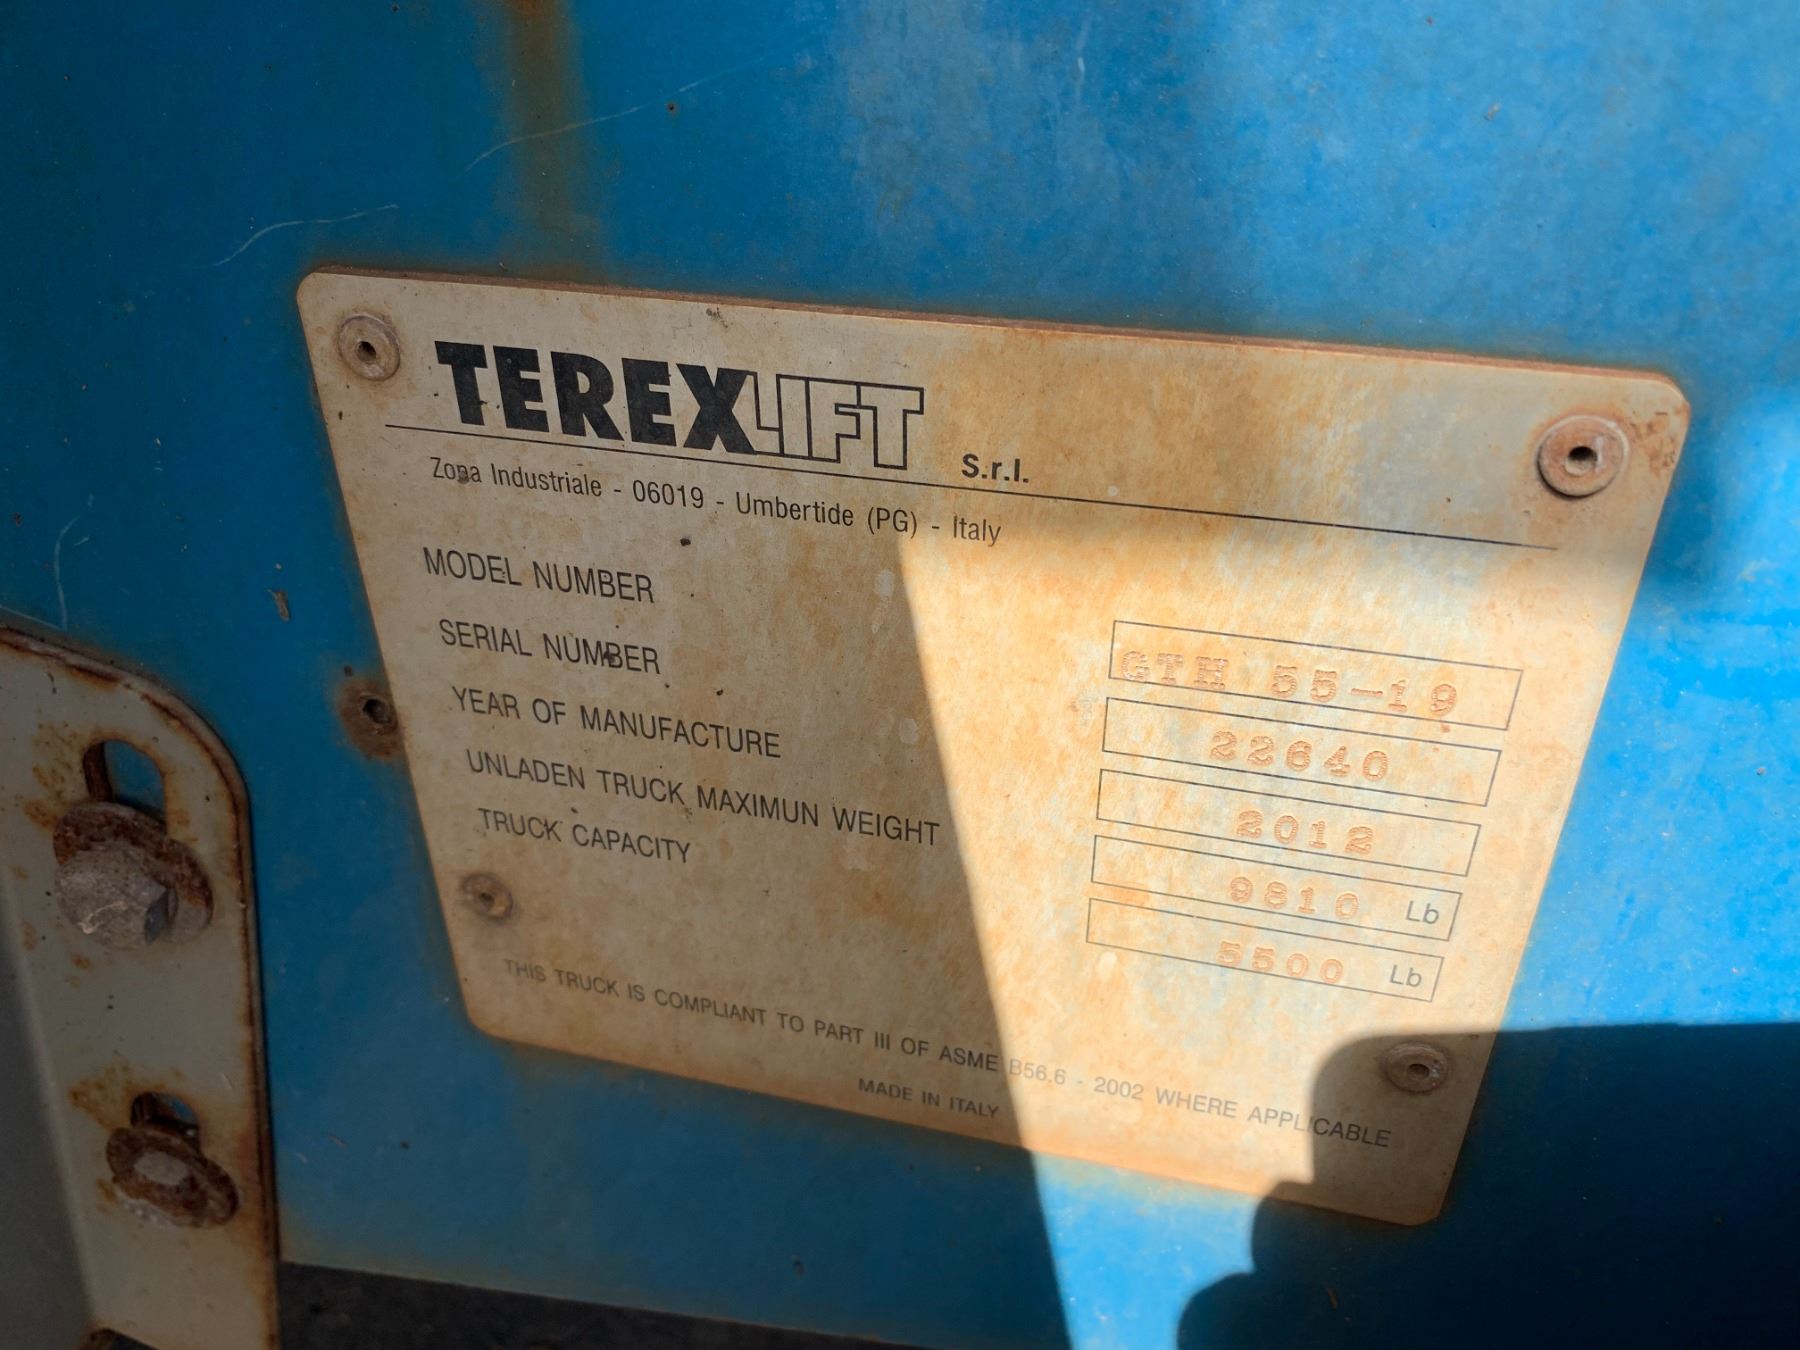 TEREXLIFT S.r.l.
Zona Industriale - 06019 - Umbertide (PG) - Italy
MODEL NUMBER GTH 55-19
SERIAL NUMBER 22640
YEAR OF MANUFACTURE 2012
UNLADEN TRUCK MAXIMUN WEIGHT 9810 Lb
TRUCK CAPACITY 5500 Lb
THIS TRUCK IS COMPLIANT TO PART III OF ASME B56.6 - 2002 WHERE APPLICABLE
MADE IN ITALY